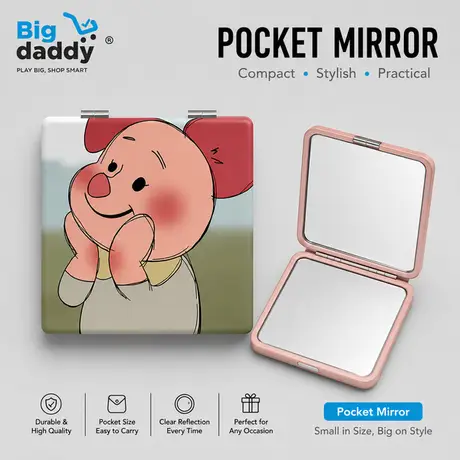 Big
daddy®
PLAY BIG, SHOP SMART
POCKET MIRROR
Compact • Stylish • Practical
Durable &
High Quality
Pocket Size
Easy to Carry
Clear Reflection
Every Time
Perfect for
Any Occasion
Pocket Mirror
Small in Size, Big on Style